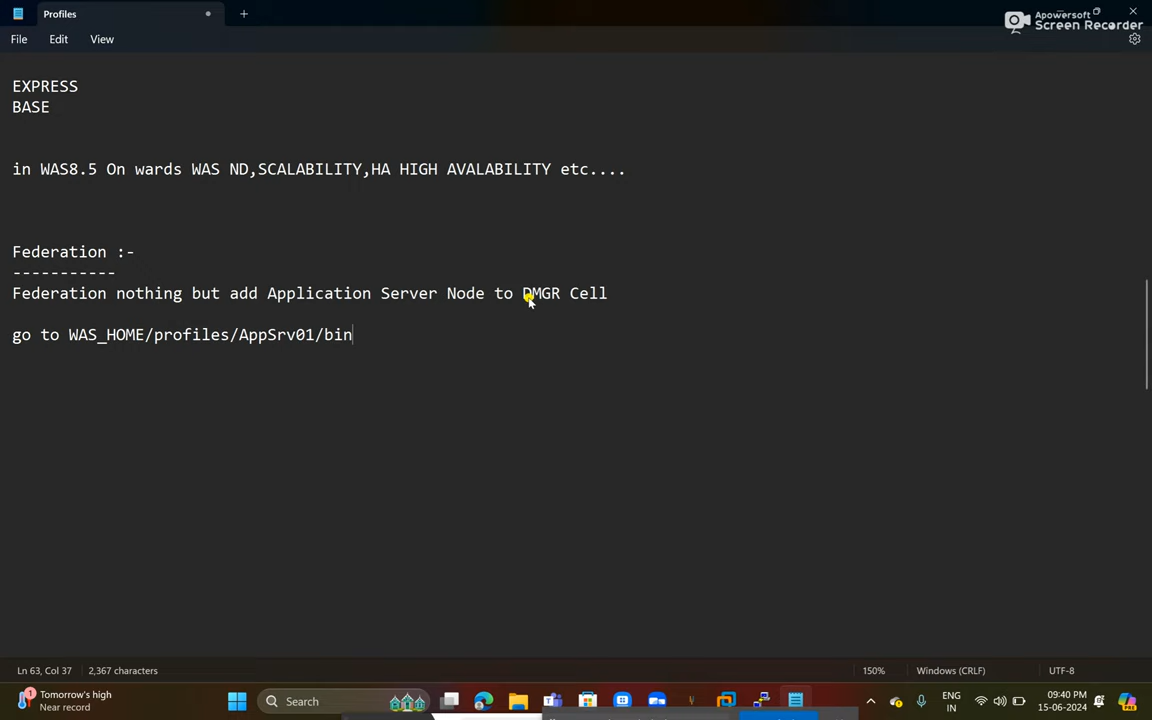 Profiles
Apowersoft
Screen Recorder
File Edit View
EXPRESS
BASE
in WAS8.5 On wards WAS ND,SCALABILITY,HA HIGH AVALABILITY etc....
Federation :-
-----------
Federation nothing but add Application Server Node to DMGR Cell
go to WAS_HOME/profiles/AppSrv01/bin
Ln 63, Col 37 2,367 characters 150% Windows (CRLF) UTF-8
1
Tomorrow's high
Near record
Search
ENG
IN
09:40 PM
15-06-2024
PRE